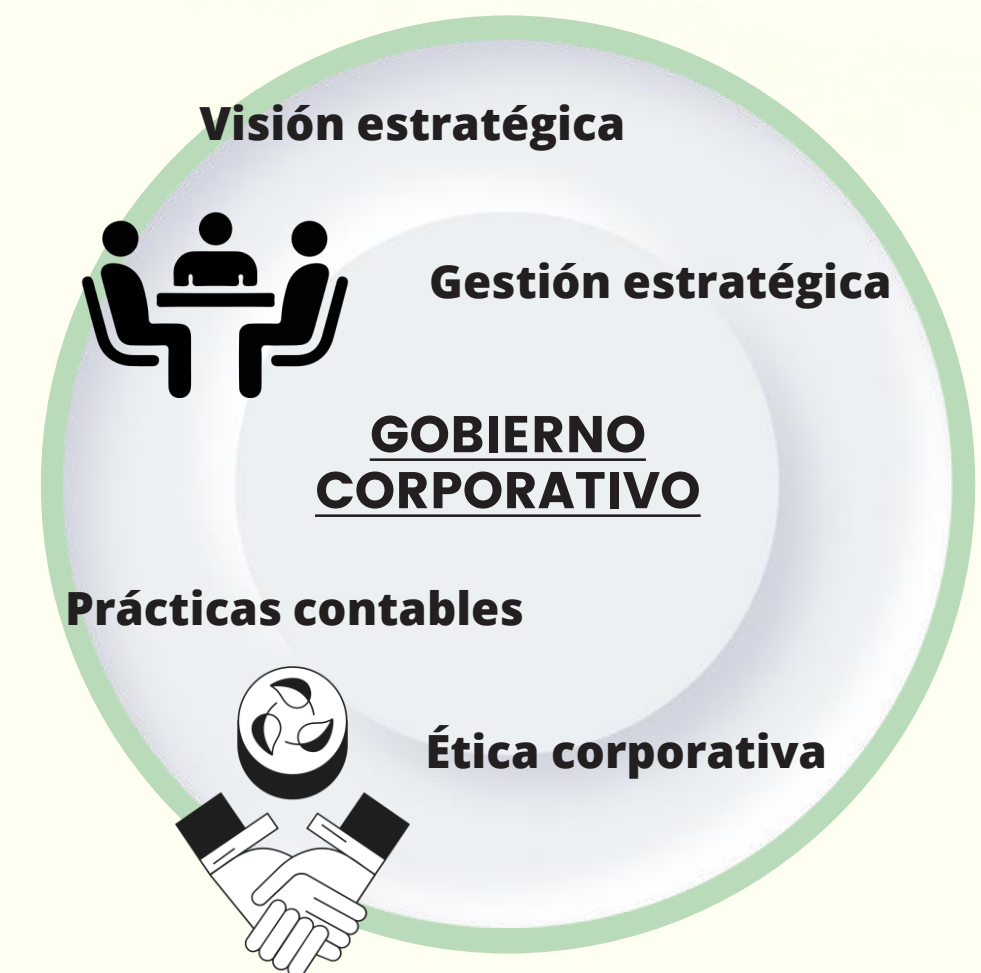 Visión estratégica
Gestión estratégica
GOBIERNO
CORPORATIVO
Prácticas contables
Ética corporativa